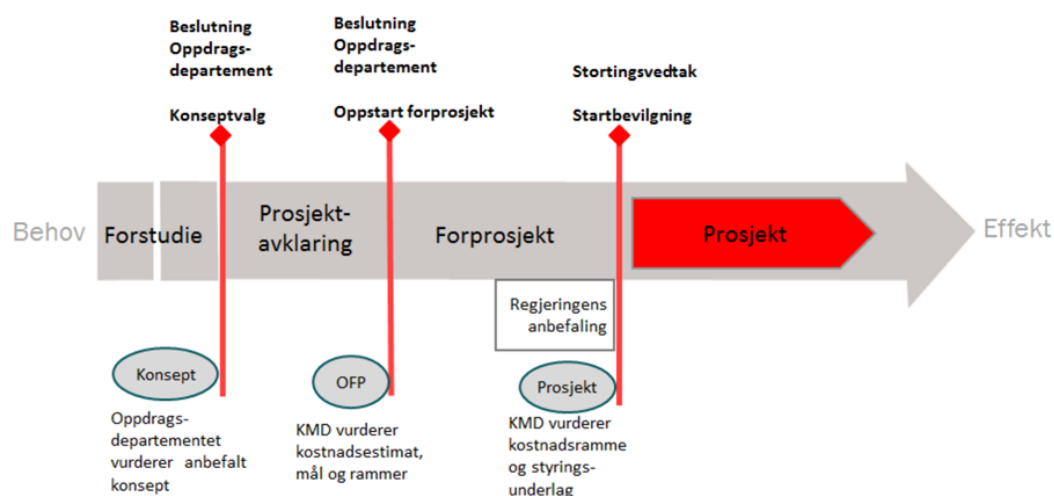 Beslutning
Oppdrags-
departement
Konseptvalg
Beslutning
Oppdrags-
departement
Oppstart forprosjekt
Stortingsvedtak
Startbevilgning
Behov
Forstudie
Prosjekt-
avklaring
Forprosjekt
Prosjekt
Effekt
Regjeringens
anbefaling
Konsept
Oppdrags-
departementet
vurderer anbefalt
konsept
OFP
KMD vurderer
kostnadsestimat,
mål og rammer
Prosjekt
KMD vurderer
kostnadsramme
og styrings-
underlag